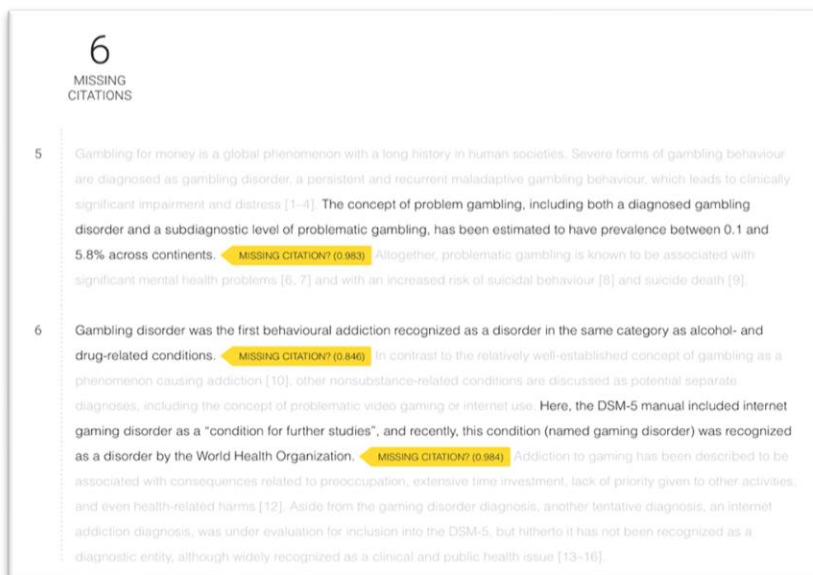 6
MISSING
CITATIONS
5
Gambling for money is a global phenomenon with a long history in human societies. Severe forms of gambling behaviour
are diagnosed as gambling disorder, a persistent and recurrent maladaptive gambling behaviour, which leads to clinically
significant impairment and distress [1–4]. The concept of problem gambling, including both a diagnosed gambling
disorder and a subdiagnostic level of problematic gambling, has been estimated to have prevalence between 0.1 and
5.8% across continents. MISSING CITATION? (0.983) Altogether, problematic gambling is known to be associated with
significant mental health problems [6, 7] and with an increased risk of suicidal behaviour [8] and suicide death [9].
6
Gambling disorder was the first behavioural addiction recognized as a disorder in the same category as alcohol- and
drug-related conditions. MISSING CITATION? (0.846) In contrast to the relatively well-established concept of gambling as a
phenomenon causing addiction [10], other nonsubstance-related conditions are discussed as potential separate
diagnoses, including the concept of problematic video gaming or internet use. Here, the DSM-5 manual included internet
gaming disorder as a “condition for further studies”, and recently, this condition (named gaming disorder) was recognized
as a disorder by the World Health Organization. MISSING CITATION? (0.984) Addiction to gaming has been described to be
associated with consequences related to preoccupation, extensive time investment, lack of priority given to other activities,
and even health-related harms [12]. Aside from the gaming disorder diagnosis, another tentative diagnosis, an internet
addiction diagnosis, was under evaluation for inclusion into the DSM-5, but hitherto it has not been recognized as a
diagnostic entity, although widely recognized as a clinical and public health issue [13–16].